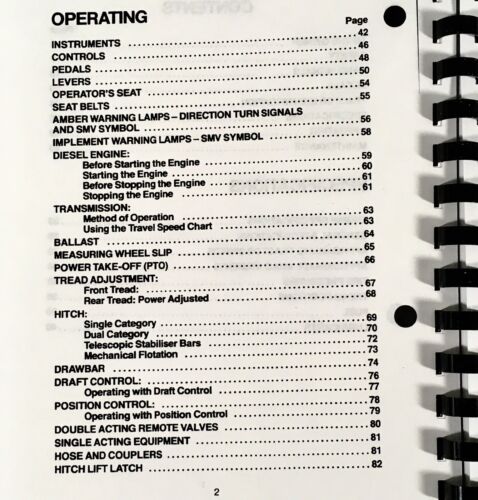 OPERATING
Page
INSTRUMENTS 42
CONTROLS 46
PEDALS 48
LEVERS 50
OPERATOR'S SEAT 54
SEAT BELTS 55
AMBER WARNING LAMPS – DIRECTION TURN SIGNALS
AND SMV SYMBOL 56
IMPLEMENT WARNING LAMPS – SMV SYMBOL 58
DIESEL ENGINE:
Before Starting the Engine 59
Starting the Engine 60
Before Stopping the Engine 61
Stopping the Engine 61
TRANSMISSION:
Method of Operation 63
Using the Travel Speed Chart 63
BALLAST 64
MEASURING WHEEL SLIP 65
POWER TAKE-OFF (PTO) 66
TREAD ADJUSTMENT:
Front Tread: 67
Rear Tread: Power Adjusted 68
HITCH:
Single Category 69
Dual Category 70
Telescopic Stabiliser Bars 72
Mechanical Flotation 73
DRAWBAR 74
DRAFT CONTROL: 76
Operating with Draft Control 77
POSITION CONTROL: 78
Operating with Position Control 79
DOUBLE ACTING REMOTE VALVES 80
SINGLE ACTING EQUIPMENT 81
HOSE AND COUPLERS 81
HITCH LIFT LATCH 82
2